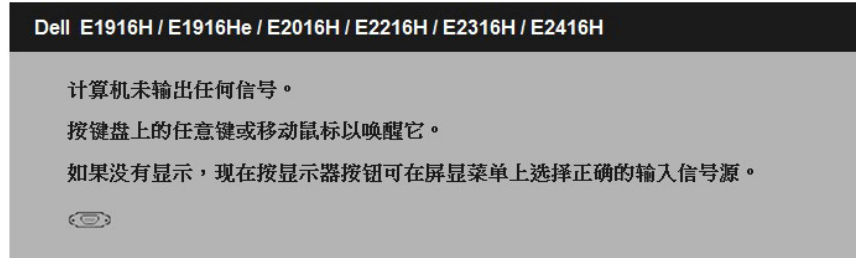 Dell E1916H / E1916He / E2016H / E2216H / E2316H / E2416H
计算机未输出任何信号。
按键盘上的任意键或移动鼠标以唤醒它。
如果没有显示，现在按显示器按钮可在屏显菜单上选择正确的输入信号源。